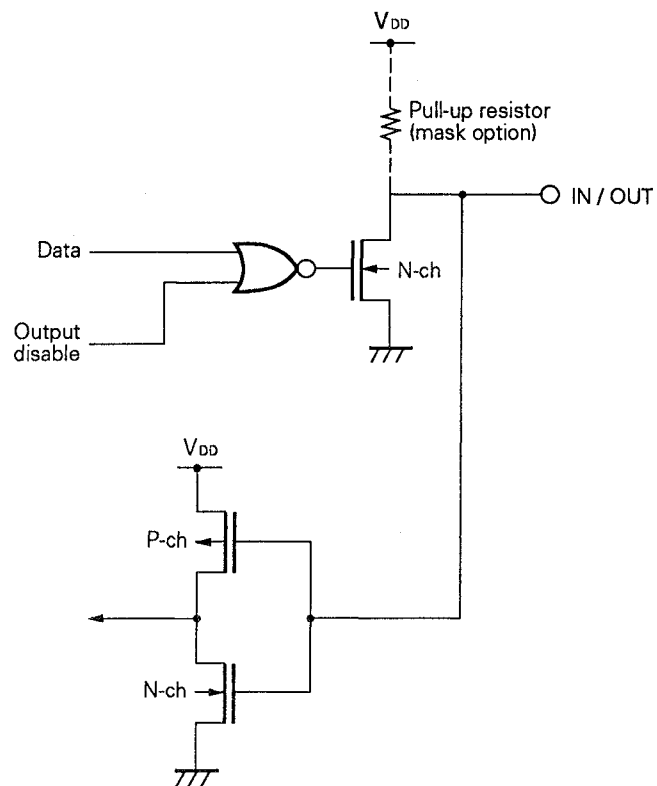 VDD
Pull-up resistor
(mask option)
IN / OUT
Data
N-ch
Output
disable
VDD
P-ch
N-ch